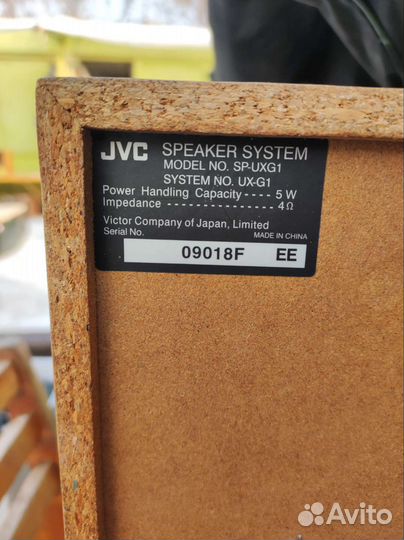 JVC SPEAKER SYSTEM
MODEL NO. SP-UXG1
SYSTEM NO. UX-G1
Power Handling Capacity---- 5 W
Impedance ----------------- 4Ω
Victor Company of Japan, Limited
Serial No. MADE IN CHINA
09018F EE
Avito